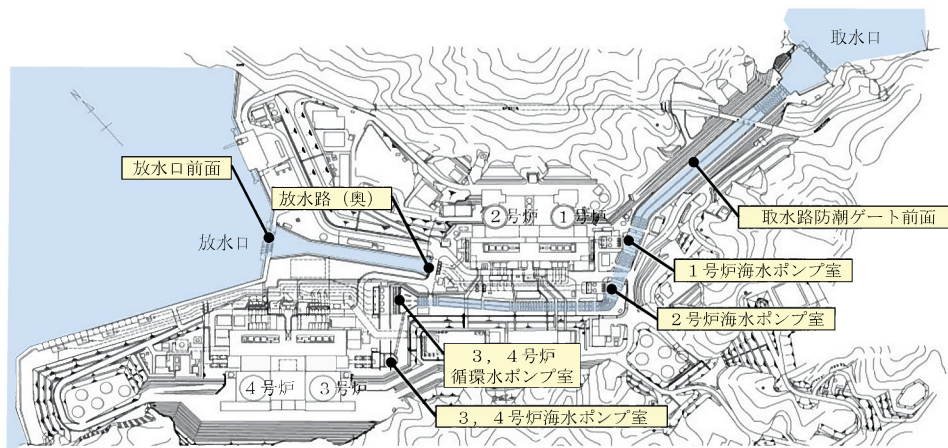 取水口
放水口前面
放水路（奥）
２号炉
１号炉
取水路防潮ゲート前面
放水口
１号炉海水ポンプ室
２号炉海水ポンプ室
３，４号炉
循環水ポンプ室
４号炉
３号炉
３，４号炉海水ポンプ室